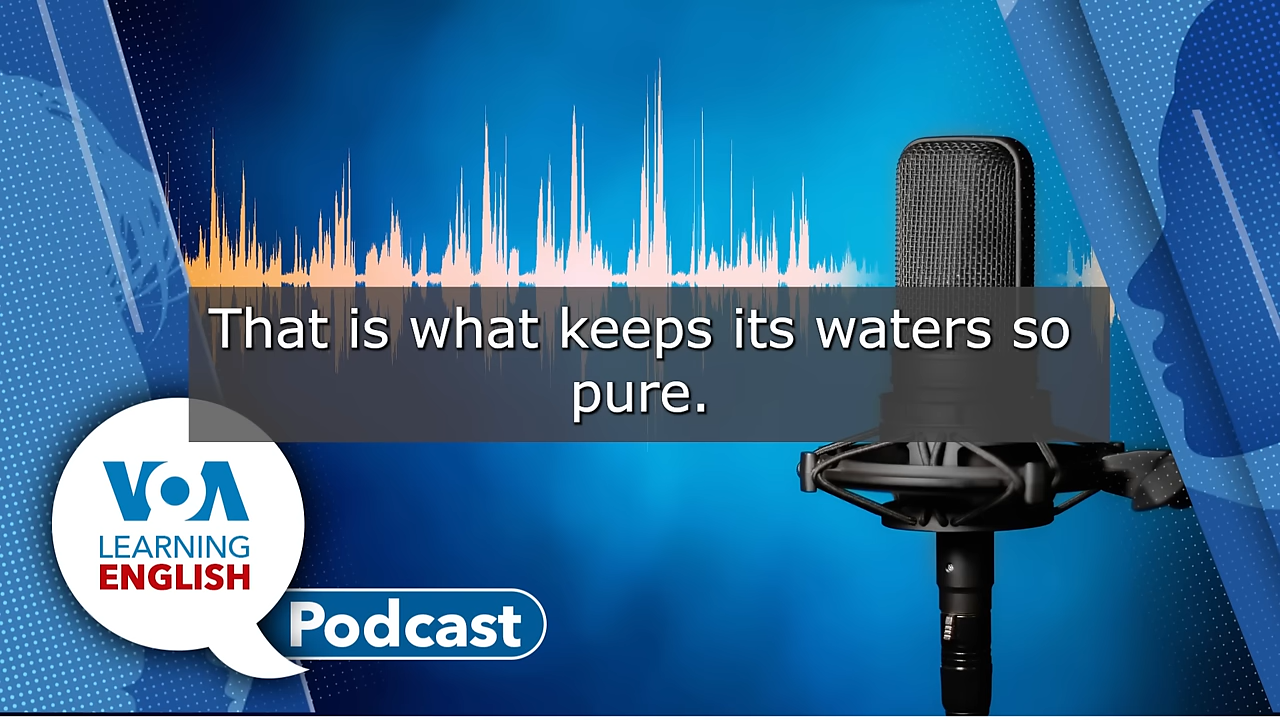 That is what keeps its waters so
pure.
VOA
LEARNING
ENGLISH
Podcast